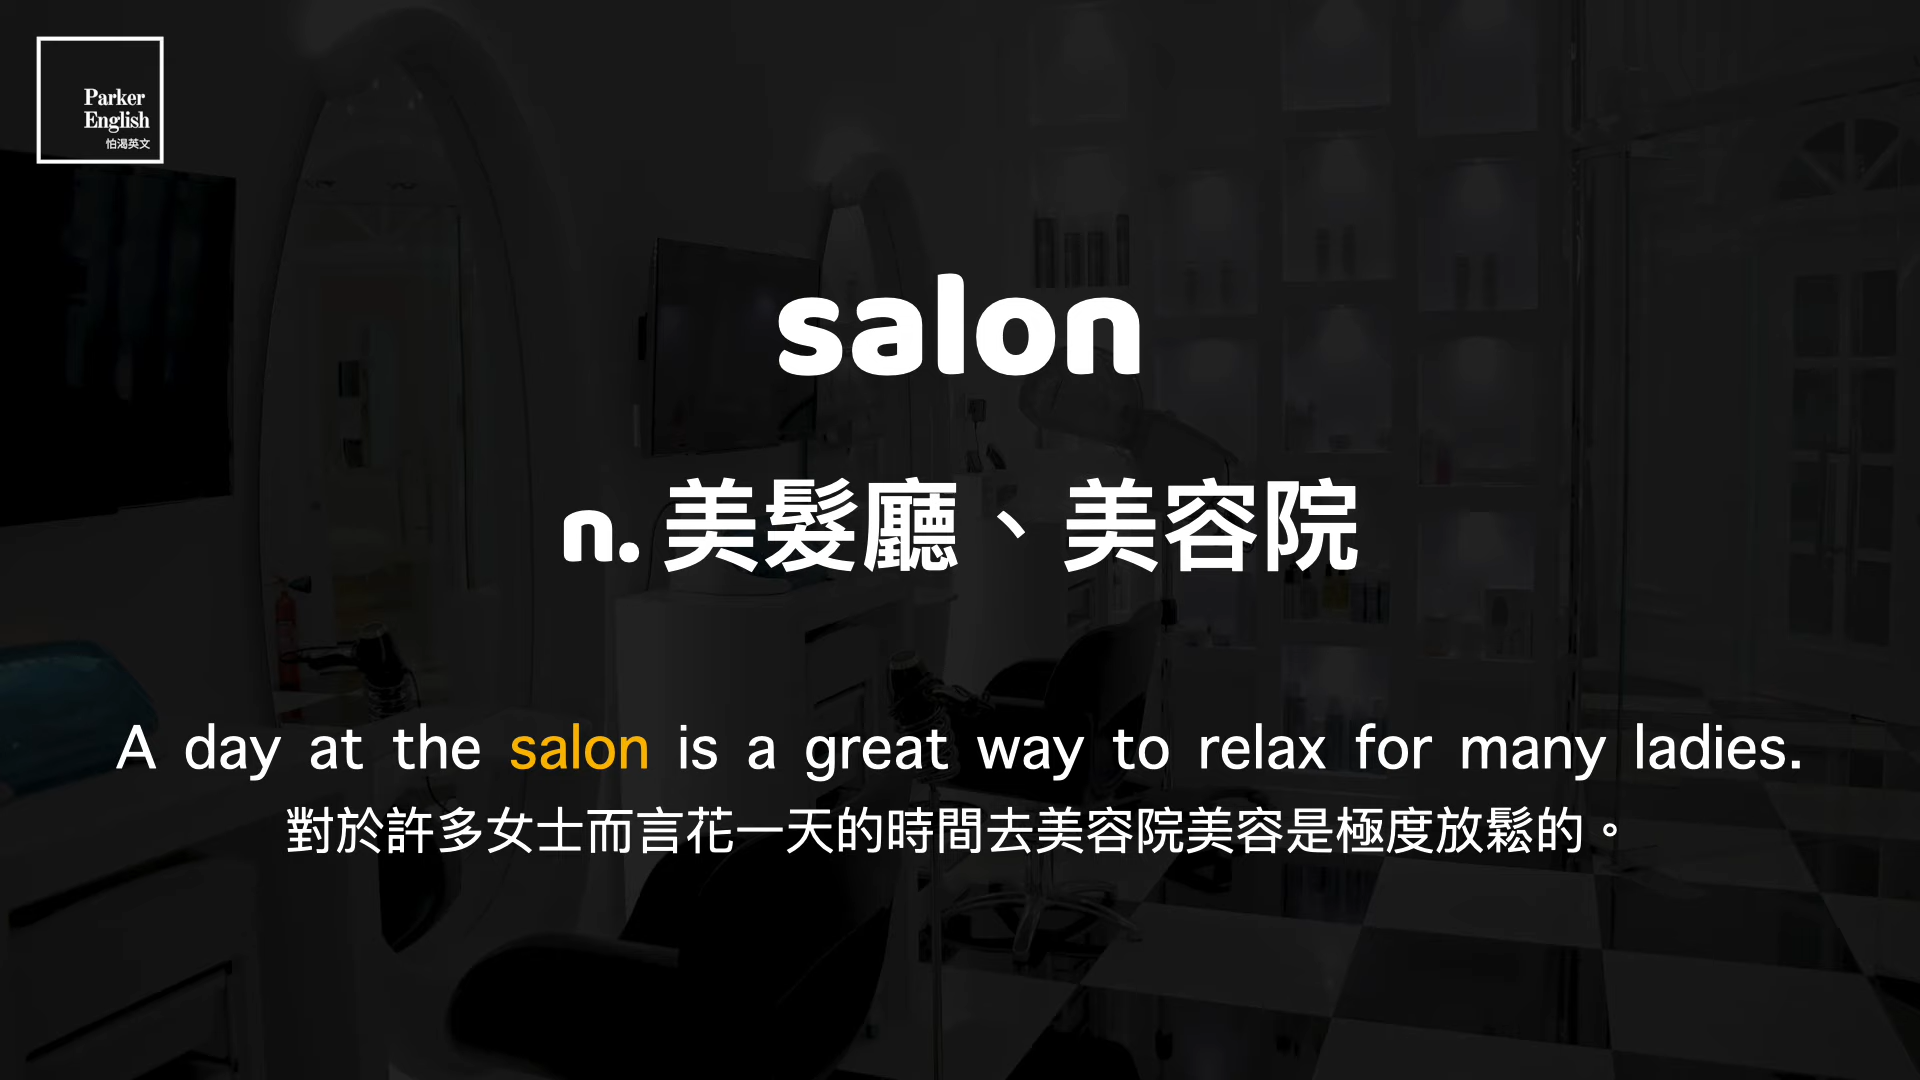 Parker
English
怕渴英文
salon
n. 美髮廳、美容院
A day at the salon is a great way to relax for many ladies.
對於許多女士而言花一天的時間去美容院美容是極度放鬆的。